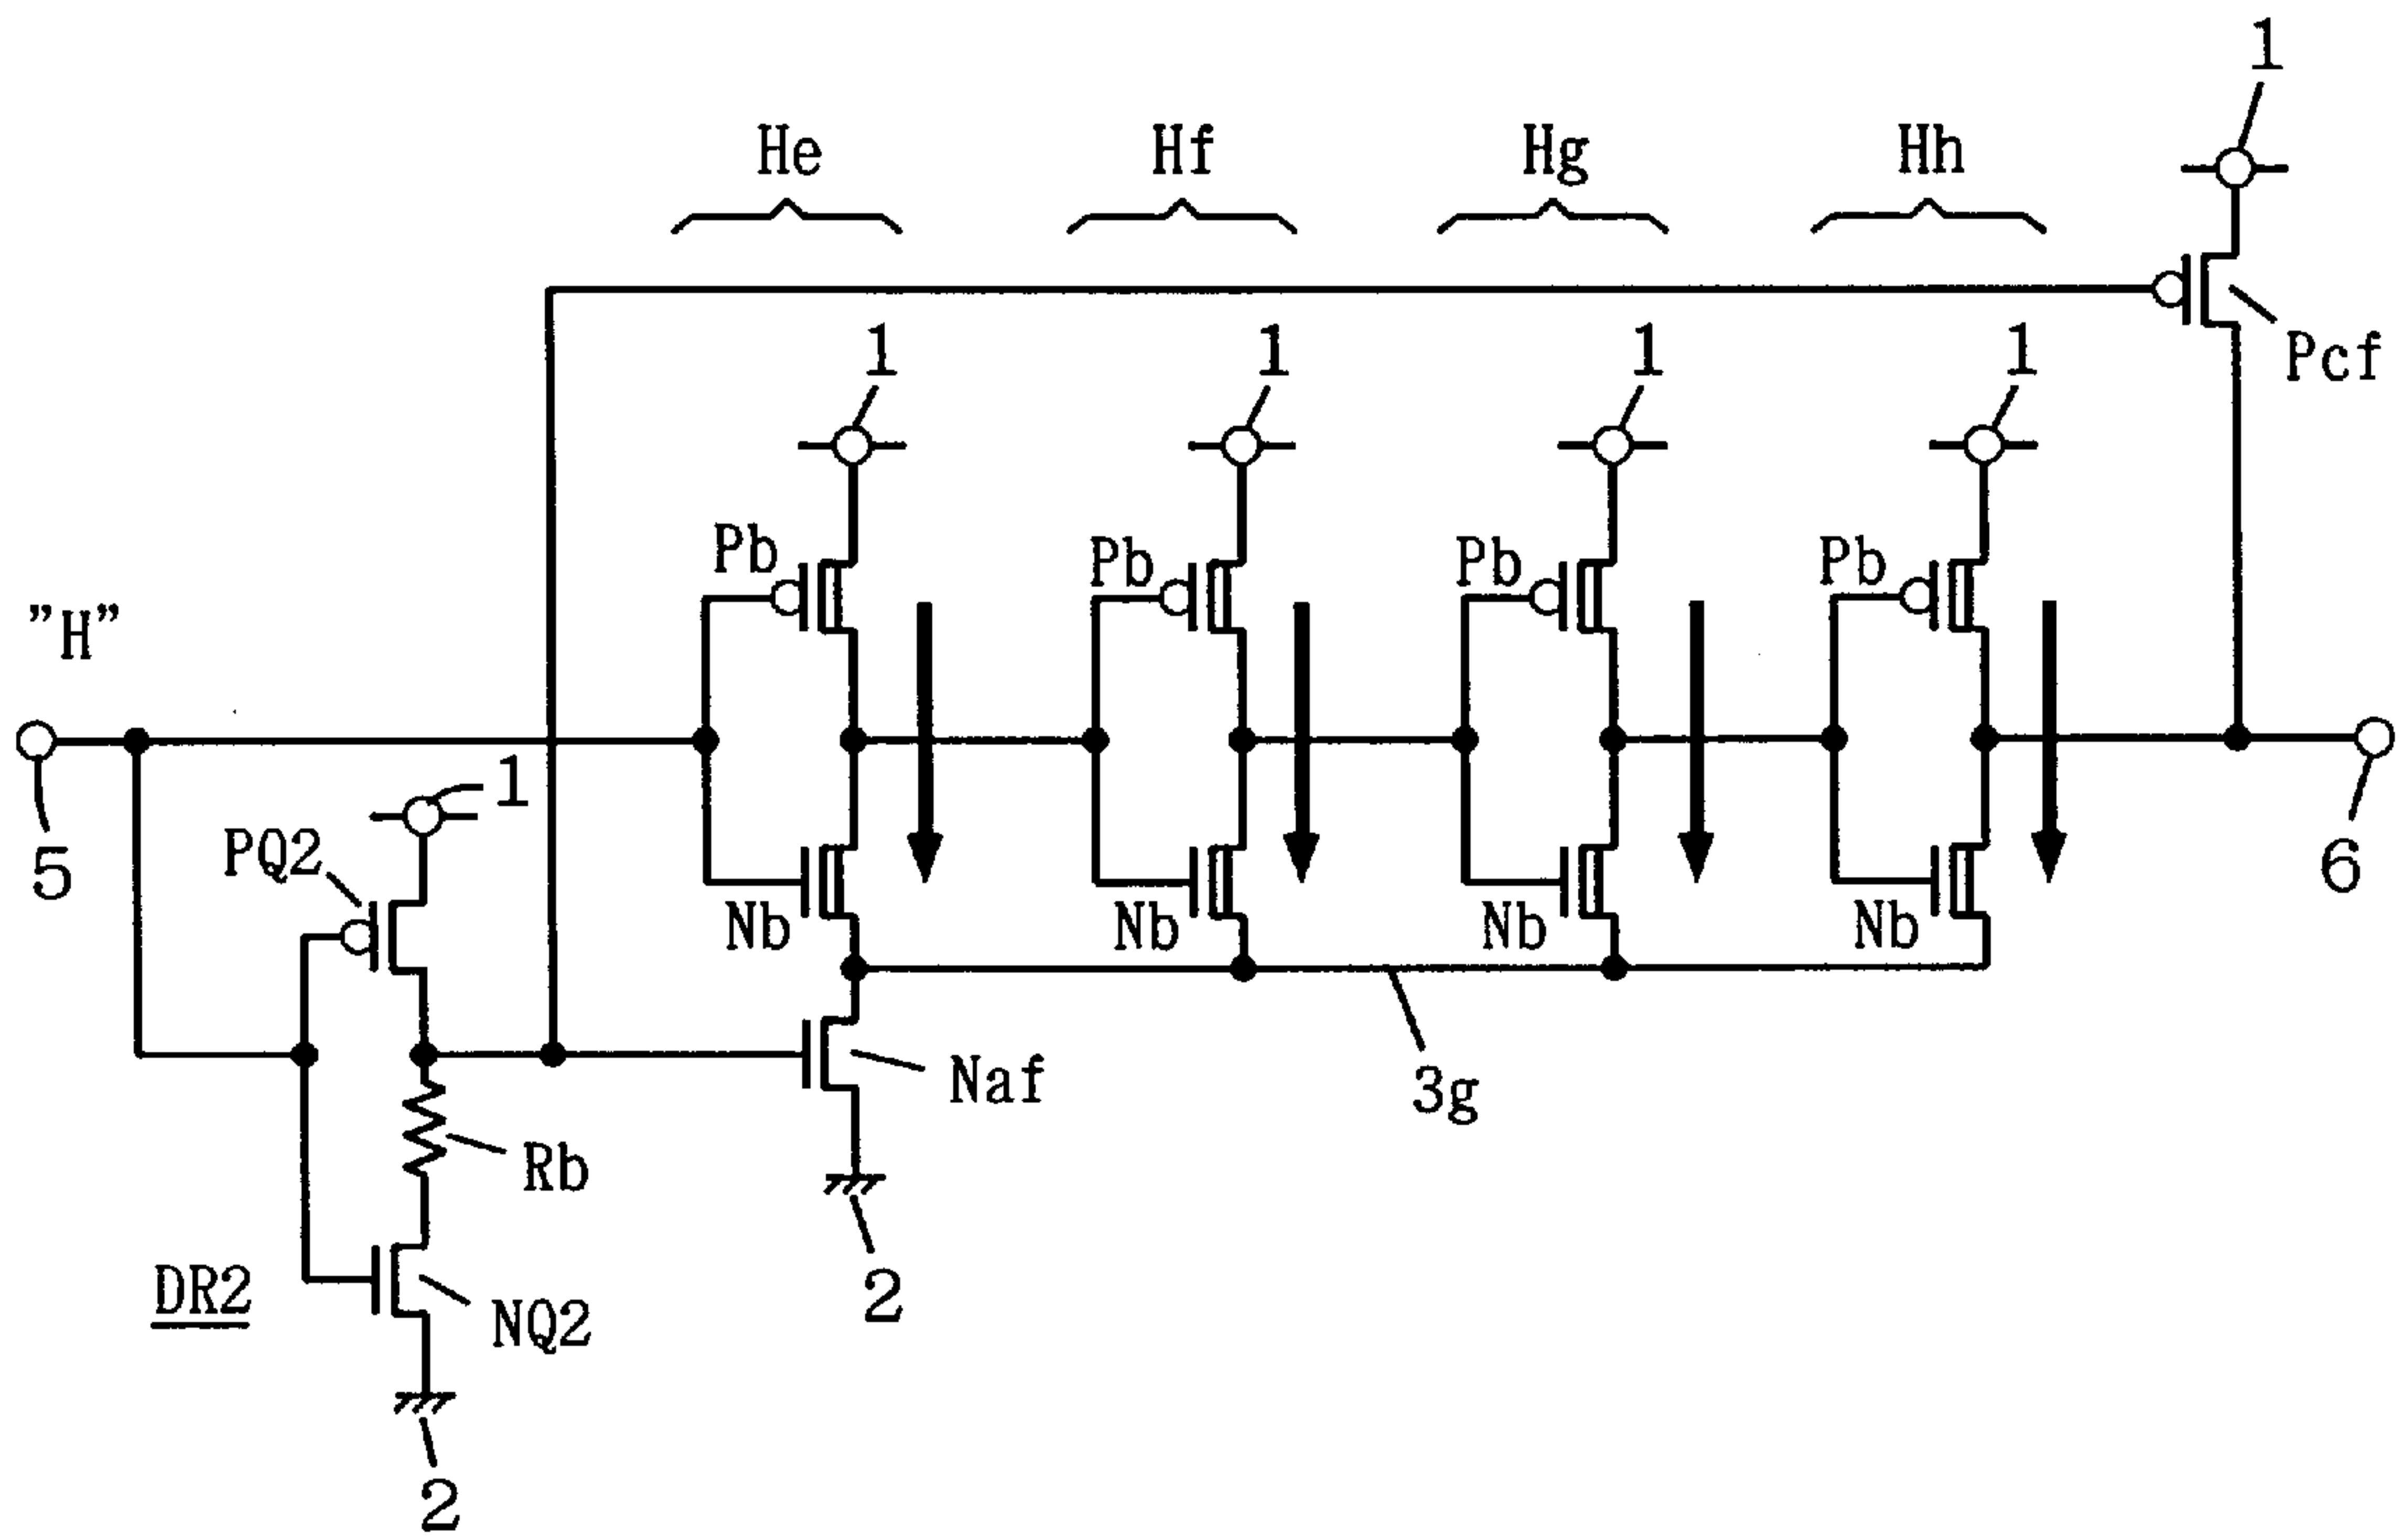 1
He Hf Hg Hh
1 1 1 1
Pcf
Pb Pb Pb Pb
"H"
1
5
PQ2
6
Nb Nb Nb Nb
Naf
3g
Rb
2
DR2
NQ2
2